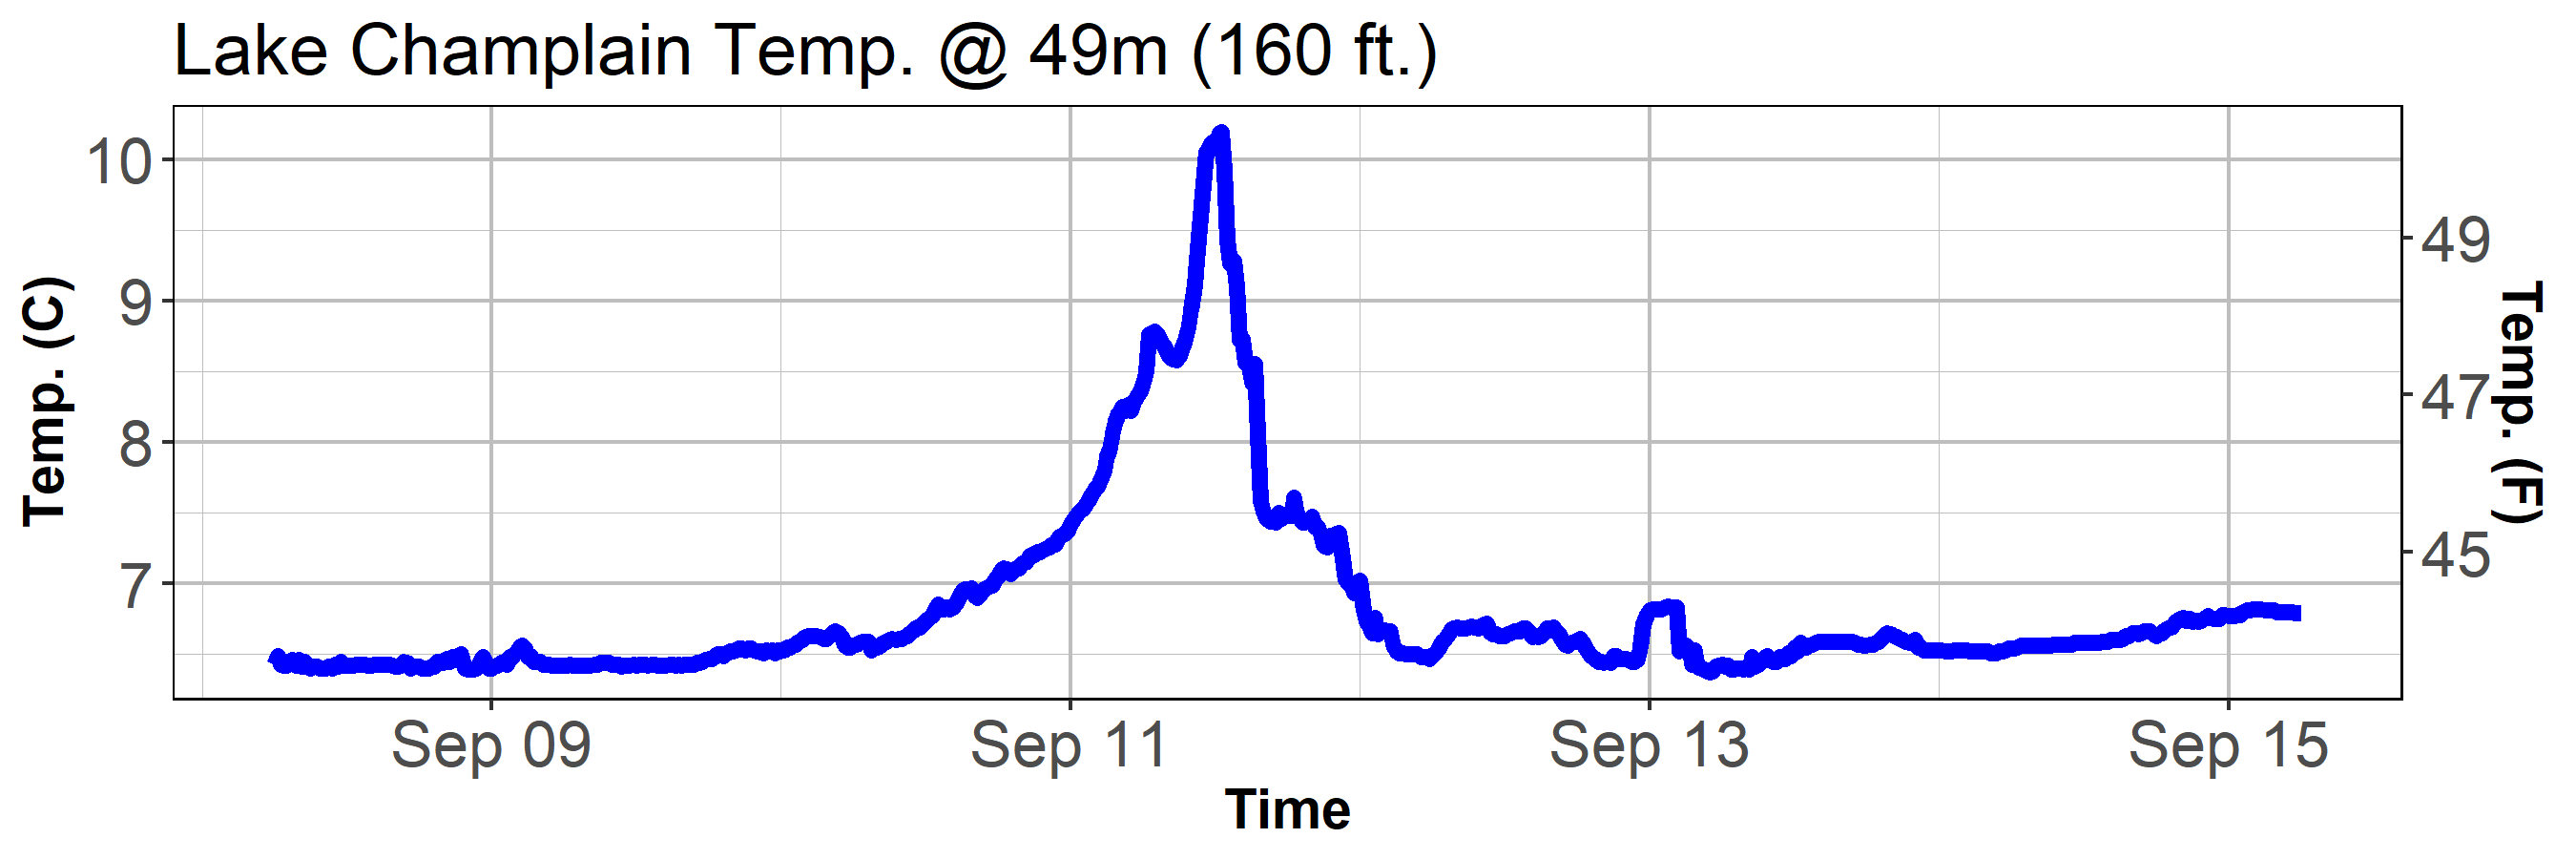 Lake Champlain Temp. @ 49m (160 ft.)
10
9
8
7
Temp. (C)
49
47
45
Temp. (F)
Sep 09 Sep 11 Sep 13 Sep 15
Time